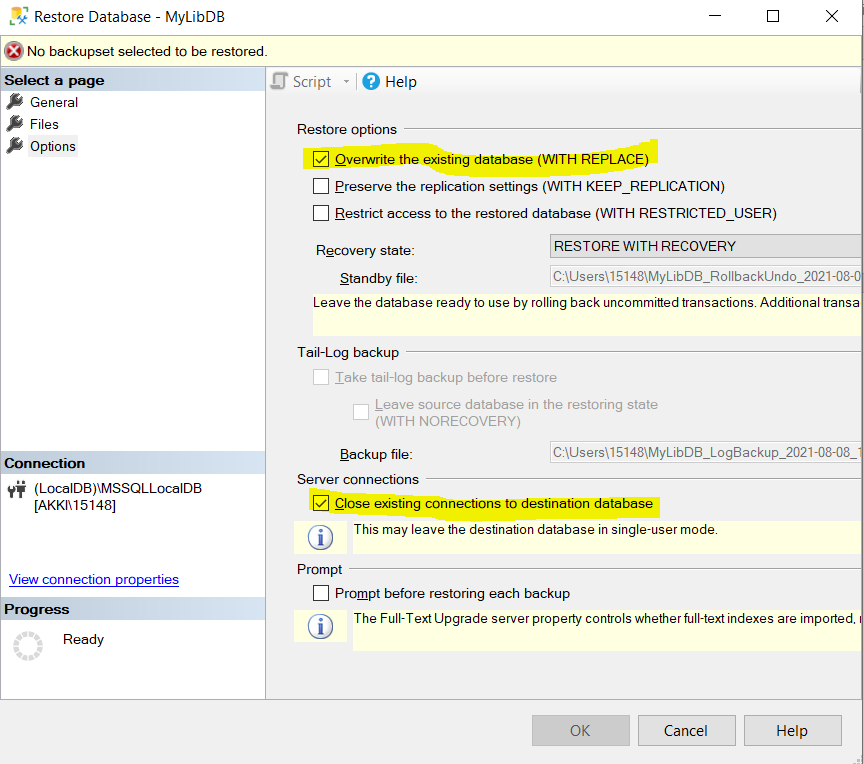 Restore Database - MyLibDB
No backupset selected to be restored.
Select a page
General
Files
Options
Script
Help
Restore options
Overwrite the existing database (WITH REPLACE)
Preserve the replication settings (WITH KEEP_REPLICATION)
Restrict access to the restored database (WITH RESTRICTED_USER)
Recovery state:
RESTORE WITH RECOVERY
Standby file:
C:\Users\15148\MyLibDB_RollbackUndo_2021-08-0
Leave the database ready to use by rolling back uncommitted transactions. Additional transa
Tail-Log backup
Take tail-log backup before restore
Leave source database in the restoring state
(WITH NORECOVERY)
Backup file:
C:\Users\15148\MyLibDB_LogBackup_2021-08-08_1
Server connections
Close existing connections to destination database
This may leave the destination database in single-user mode.
Prompt
Prompt before restoring each backup
The Full-Text Upgrade server property controls whether full-text indexes are imported,
Connection
(LocalDB)\MSSQLLocalDB
[AKKI\15148]
View connection properties
Progress
Ready
OK
Cancel
Help